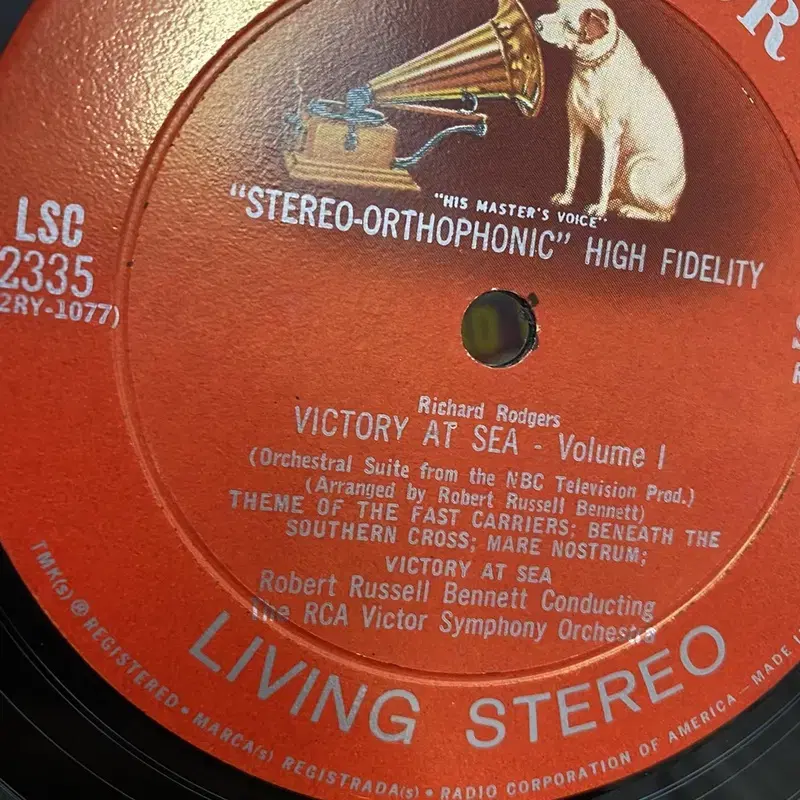 "HIS MASTER'S VOICE"
"STEREO-ORTHOPHONIC" HIGH FIDELITY
LSC
2335
2RY-1077)
Richard Rodgers
VICTORY AT SEA - Volume I
(Orchestral Suite from the NBC Television Prod.)
(Arranged by Robert Russell Bennett)
THEME OF THE FAST CARRIERS; BENEATH THE
SOUTHERN CROSS; MARE NOSTRUM;
VICTORY AT SEA
Robert Russell Bennett Conducting
The RCA Victor Symphony Orchestra
LIVING STEREO
TMK(s) ® REGISTERED • MARCA(s) REGISTRADA(s) • RADIO CORPORATION OF AMERICA — MADE